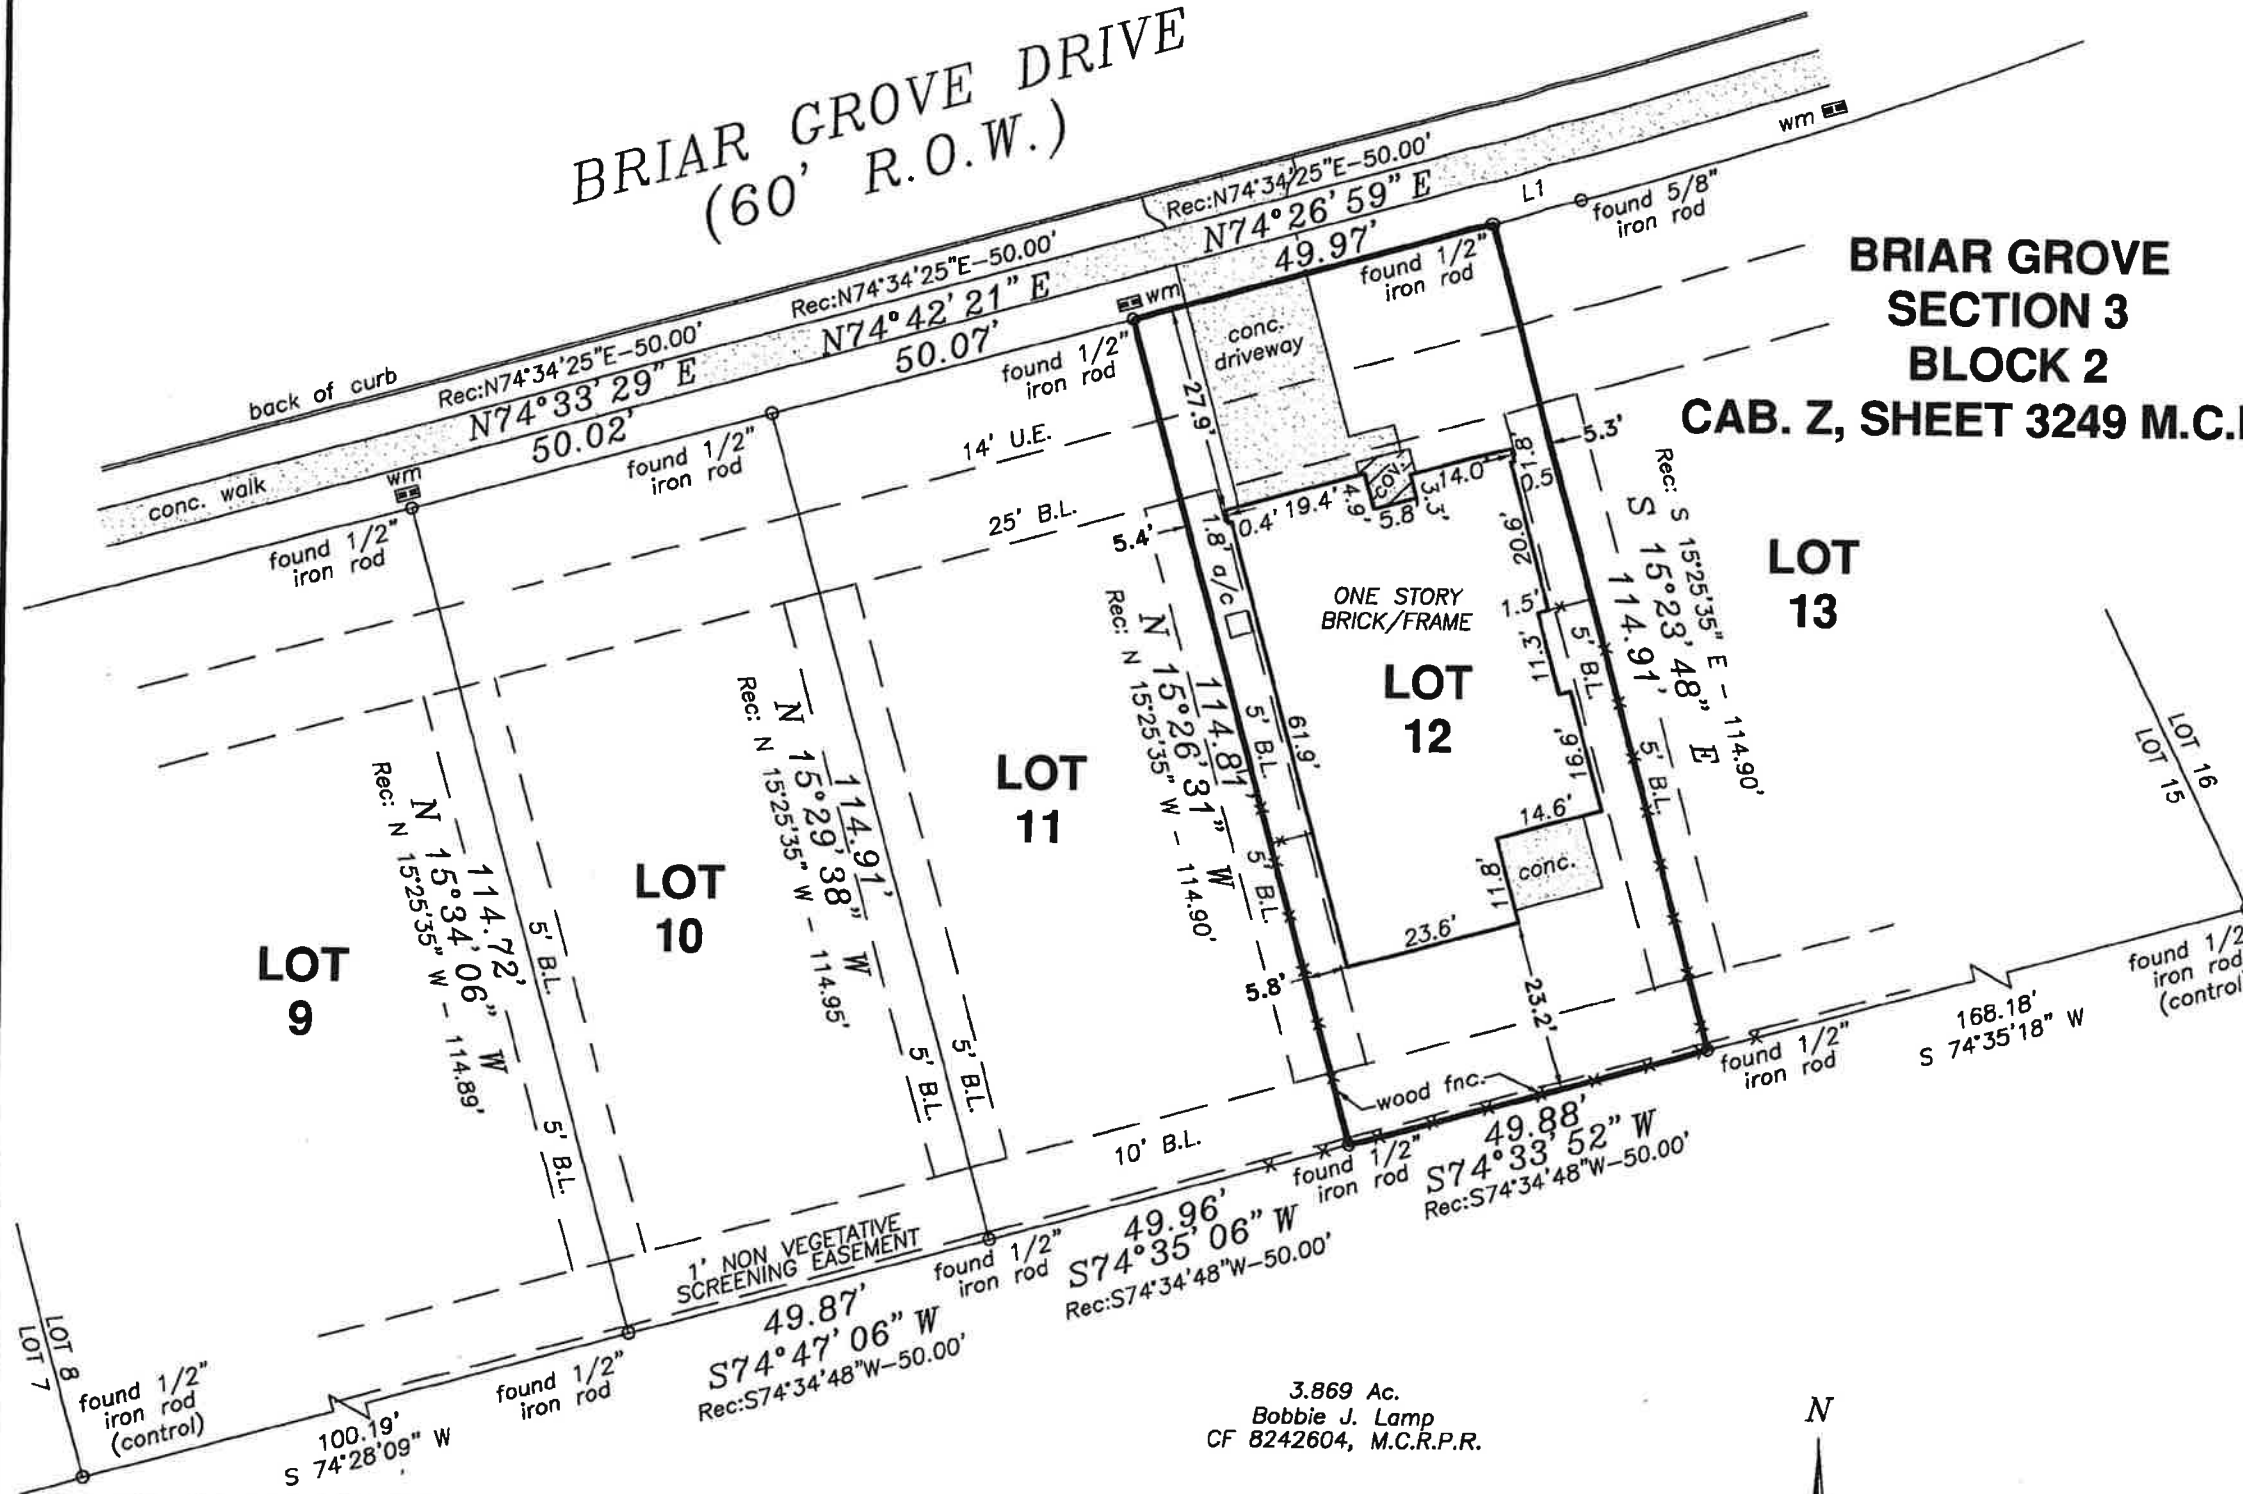 BRIAR GROVE DRIVE
(60' R.O.W.)
back of curb
conc. walk
Rec:N74°34'25"E-50.00'
N74°33'29" E
50.02'
Rec:N74°34'25"E-50.00'
N74°42'21" E
50.07'
Rec:N74°34'25"E-50.00'
N74°26'59" E
49.97'
L1
wm
wm
wm
found 1/2"
iron rod
found 1/2"
iron rod
found 1/2"
iron rod
found 1/2"
iron rod
found 5/8"
iron rod
BRIAR GROVE
SECTION 3
BLOCK 2
CAB. Z, SHEET 3249 M.C.
conc.
driveway
27.9'
14' U.E.
25' B.L.
5.4'
1.8'
0.4'
19.4'
4.9'
5.8'
3.3'
14.0'
1.8'
0.5'
5.3'
20.6'
1.5'
11.3'
16.6'
14.6'
11.8'
conc.
23.6'
23.2'
61.9'
5.8'
a/c
ONE STORY
BRICK/FRAME
LOT
12
LOT
13
LOT
11
LOT
10
LOT
9
Rec: N 15°25'35" W - 114.89'
N 15°34'06" W
114.72'
5' B.L.
5' B.L.
Rec: N 15°25'35" W - 114.95'
N 15°29'38" W
114.91'
5' B.L.
5' B.L.
Rec: N 15°25'35" W - 114.90'
N 15°26'31" W
114.81'
5' B.L.
5' B.L.
Rec: S 15°25'35" E - 114.90'
S 15°23'48" E
114.91'
5' B.L.
5' B.L.
LOT 16
LOT 15
found 1/2
iron rod
(control
168.18'
S 74°35'18" W
found 1/2"
iron rod
wood fnc.
10' B.L.
49.88'
S74°33'52" W
Rec:S74°34'48"W-50.00'
found 1/2"
iron rod
49.96'
S74°35'06" W
Rec:S74°34'48"W-50.00'
found 1/2"
iron rod
1' NON VEGETATIVE
SCREENING EASEMENT
49.87'
S74°47'06" W
Rec:S74°34'48"W-50.00'
found 1/2"
iron rod
100.19'
S 74°28'09" W
LOT 8
LOT 7
found 1/2"
iron rod
(control)
3.869 Ac.
Bobbie J. Lamp
CF 8242604, M.C.R.P.R.
N